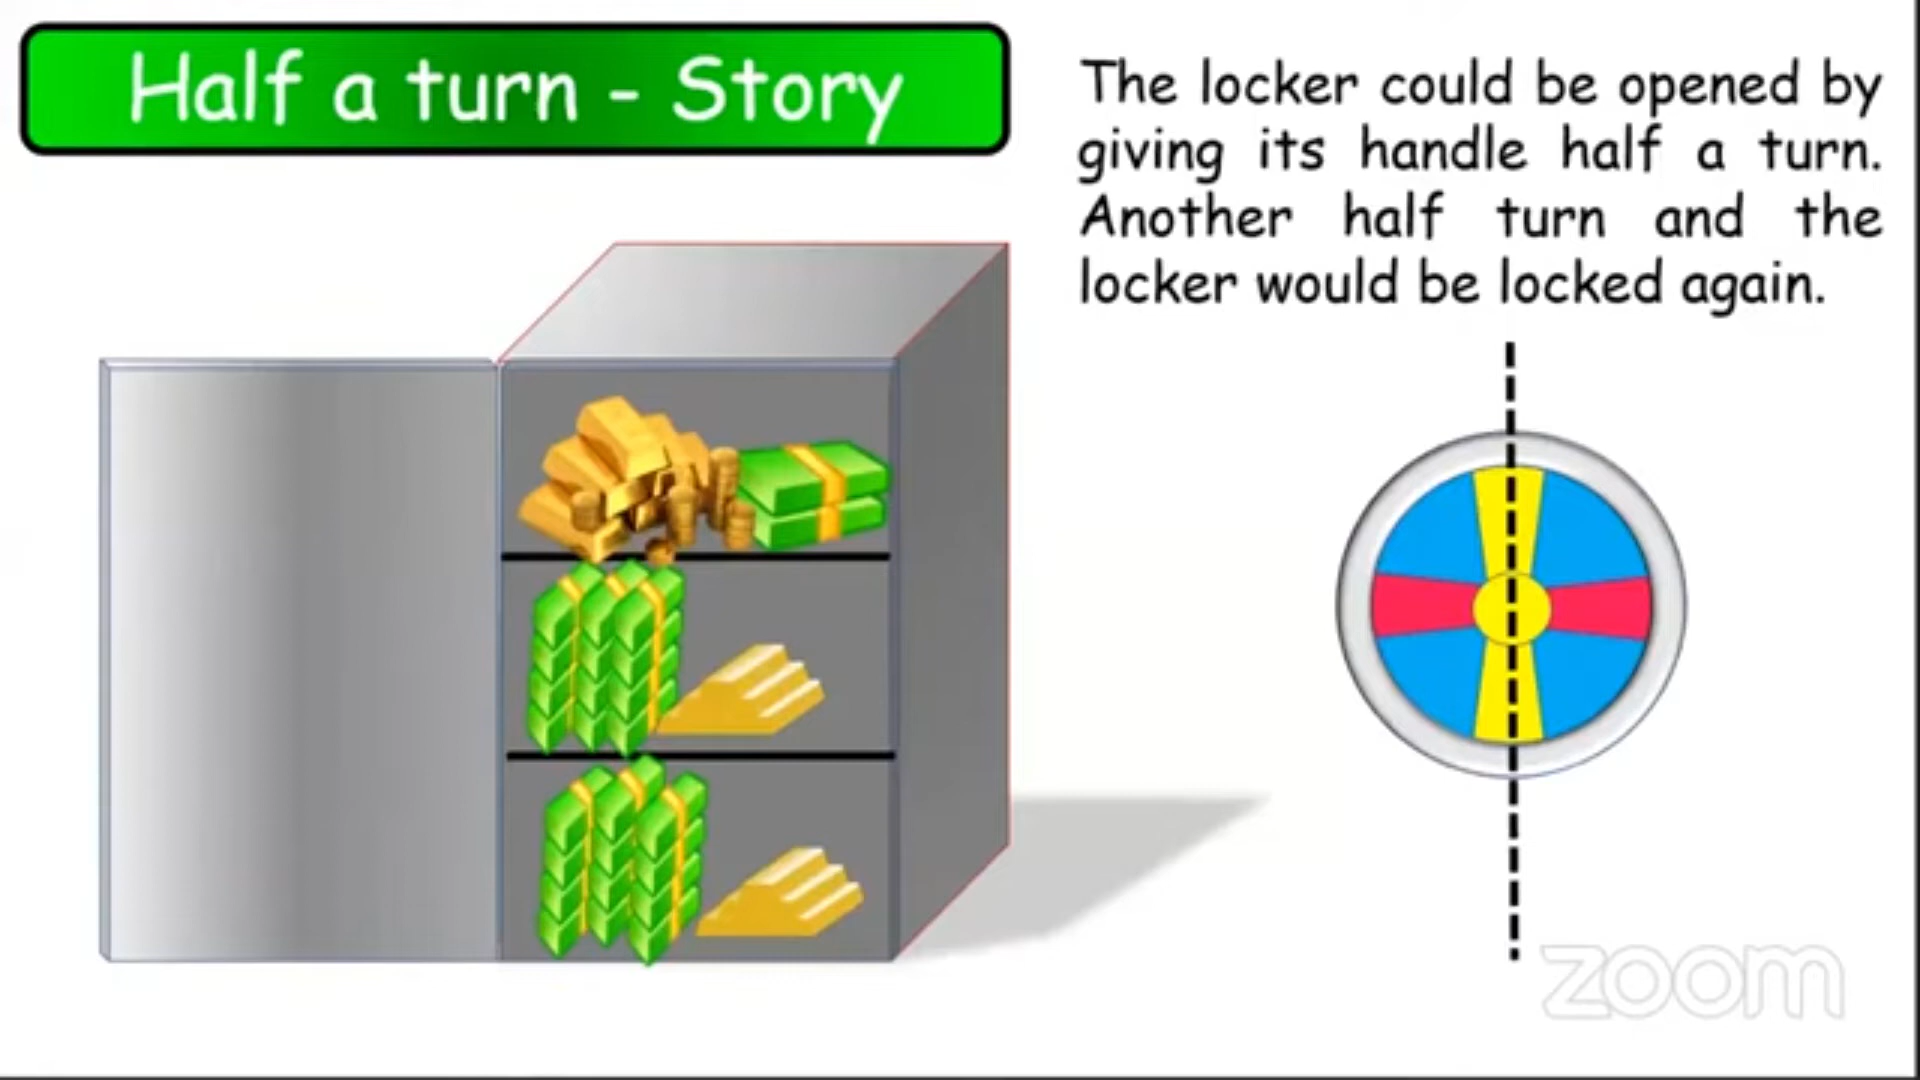 Half a turn - Story
The locker could be opened by
giving its handle half a turn.
Another half turn and the
locker would be locked again.
zoom